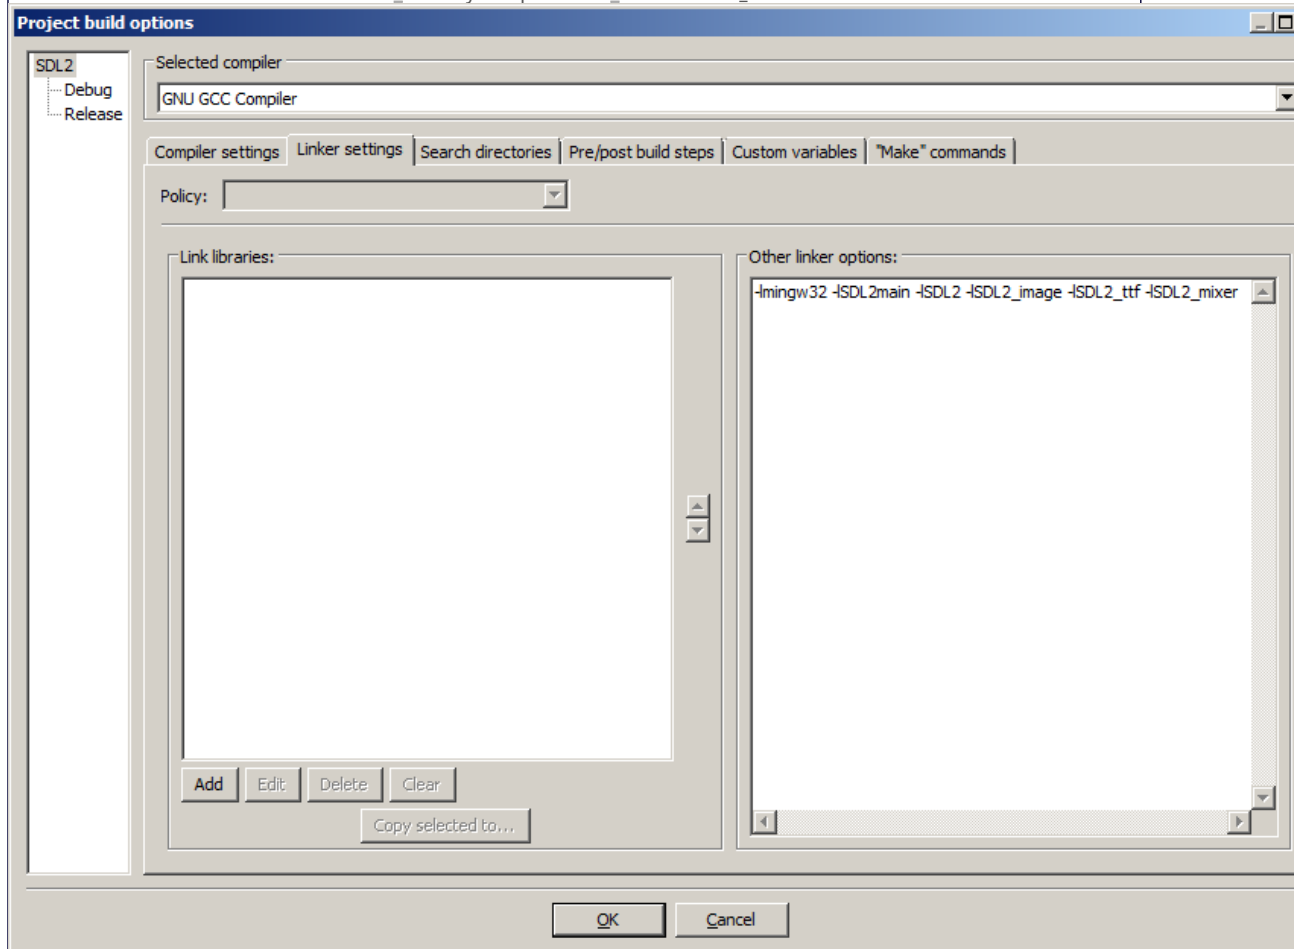 Project build options
SDL2
Debug
Release
Selected compiler
GNU GCC Compiler
Compiler settings
Linker settings
Search directories
Pre/post build steps
Custom variables
"Make" commands
Policy:
Link libraries:
Other linker options:
-lmingw32 -lSDL2main -lSDL2 -lSDL2_image -lSDL2_ttf -lSDL2_mixer
Add
Edit
Delete
Clear
Copy selected to...
OK
Cancel